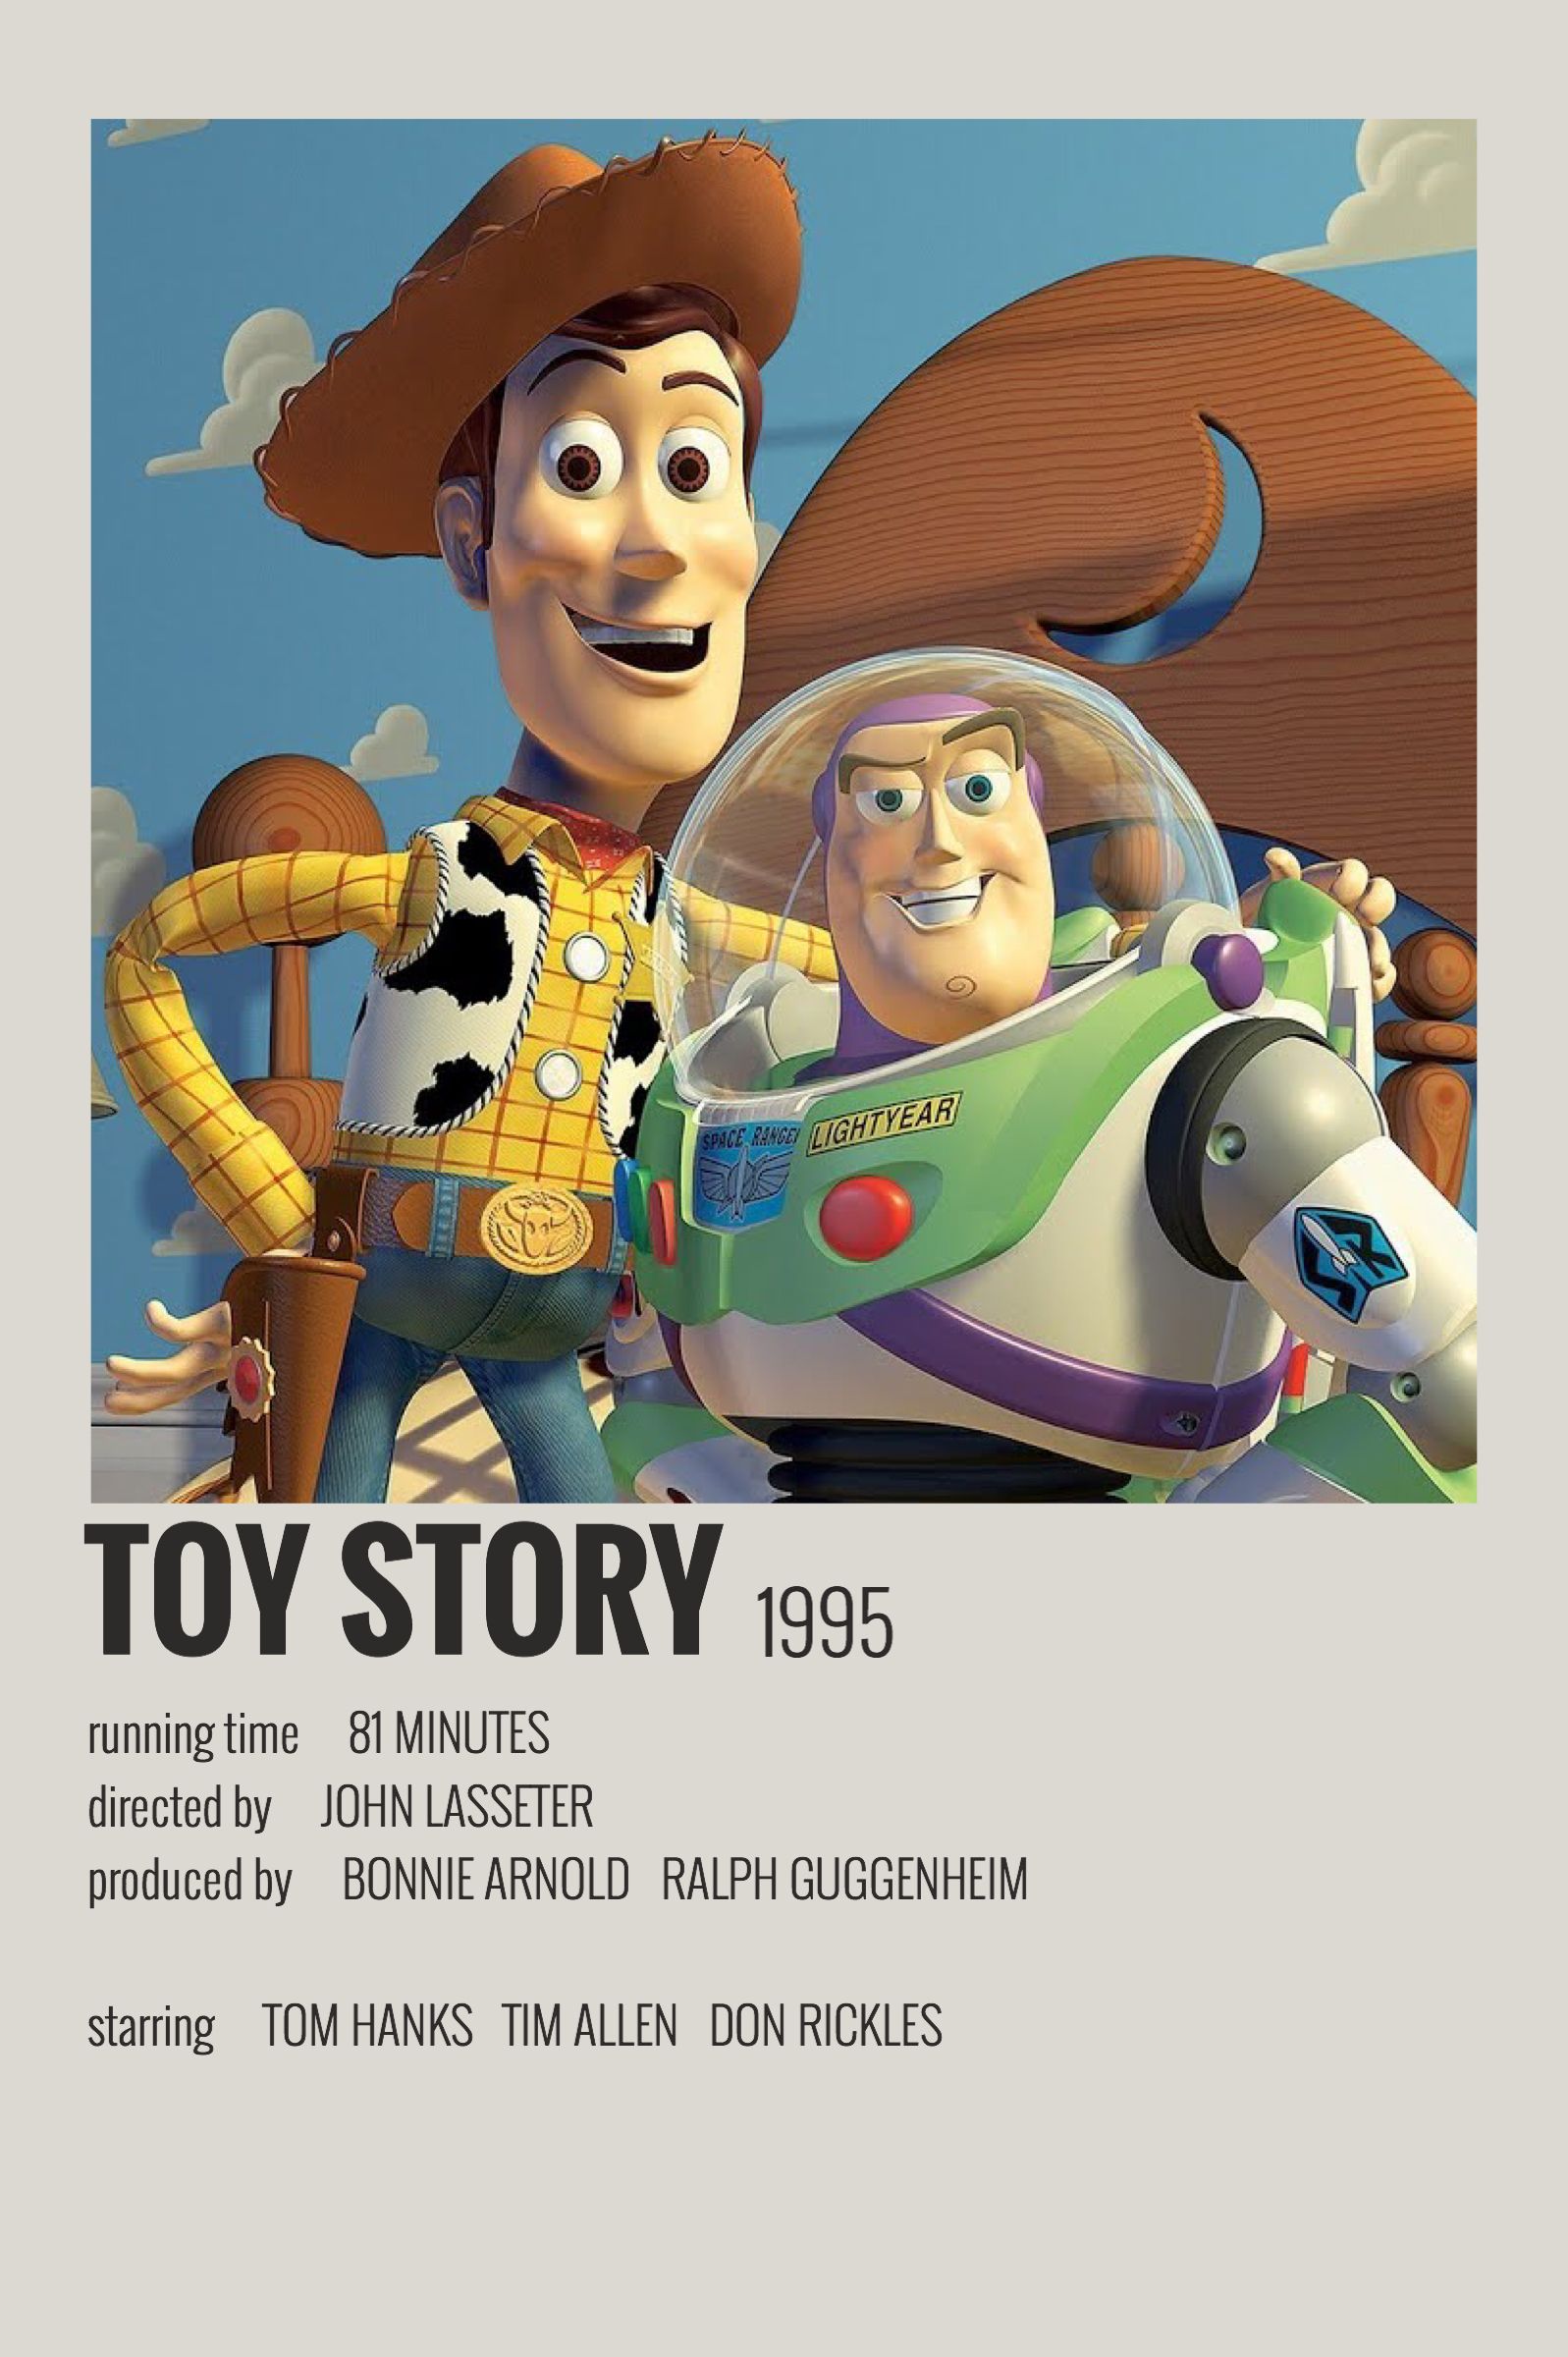 SPACE RANGER
LIGHTYEAR
TOY STORY 1995
running time 81 MINUTES
directed by JOHN LASSETER
produced by BONNIE ARNOLD RALPH GUGGENHEIM
starring TOM HANKS TIM ALLEN DON RICKLES